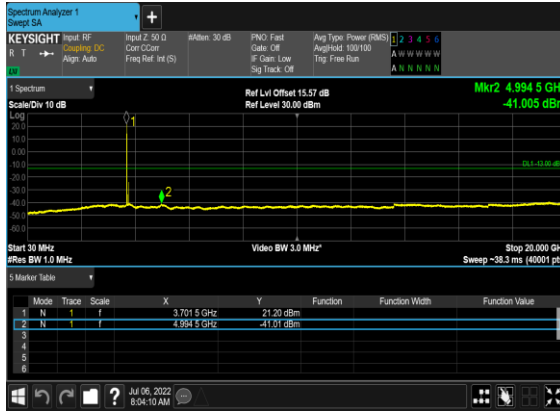 Spectrum Analyzer 1
Swept SA
+
KEYSIGHT
R T
LU
Input: RF
Coupling: DC
Align: Auto
Input Z: 50 Ω
Corr CCorr
Freq Ref: Int (S)
#Atten: 30 dB
PNO: Fast
Gate: Off
IF Gain: Low
Sig Track: Off
Avg Type: Power (RMS)
Avg|Hold: 100/100
Trig: Free Run
1 2 3 4 5 6
A W W W W W
A N N N N N
1 Spectrum
Scale/Div 10 dB
Ref Lvl Offset 15.57 dB
Ref Level 30.00 dBm
Mkr2 4.994 5 GH
-41.005 dBr
Log
20.0
10.0
0.00
-10.0
-20.0
-30.0
-40.0
-50.0
-60.0
1
2
DL1 -13.00 dB
Start 30 MHz
#Res BW 1.0 MHz
Video BW 3.0 MHz*
Stop 20.000 GH
Sweep ~38.3 ms (40001 pt
5 Marker Table
Mode Trace Scale X Y Function Function Width Function Value
1 N 1 f 3.701 5 GHz 21.20 dBm
2 N 1 f 4.994 5 GHz -41.01 dBm
3
4
5
6
?
Jul 06, 2022
8:04:10 AM